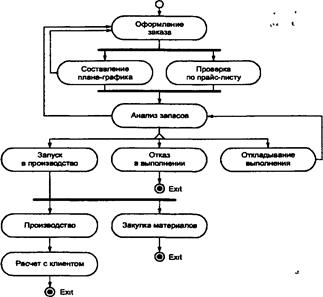 Оформление
заказа
Составление
плана-графика
Проверка
по прайс-листу
Анализ запасов
Запуск
в производство
Отказ
в выполнении
Откладывание
выполнения
Exit
Производство
Закупка материалов
Расчет с клиентом
Exit
Exit